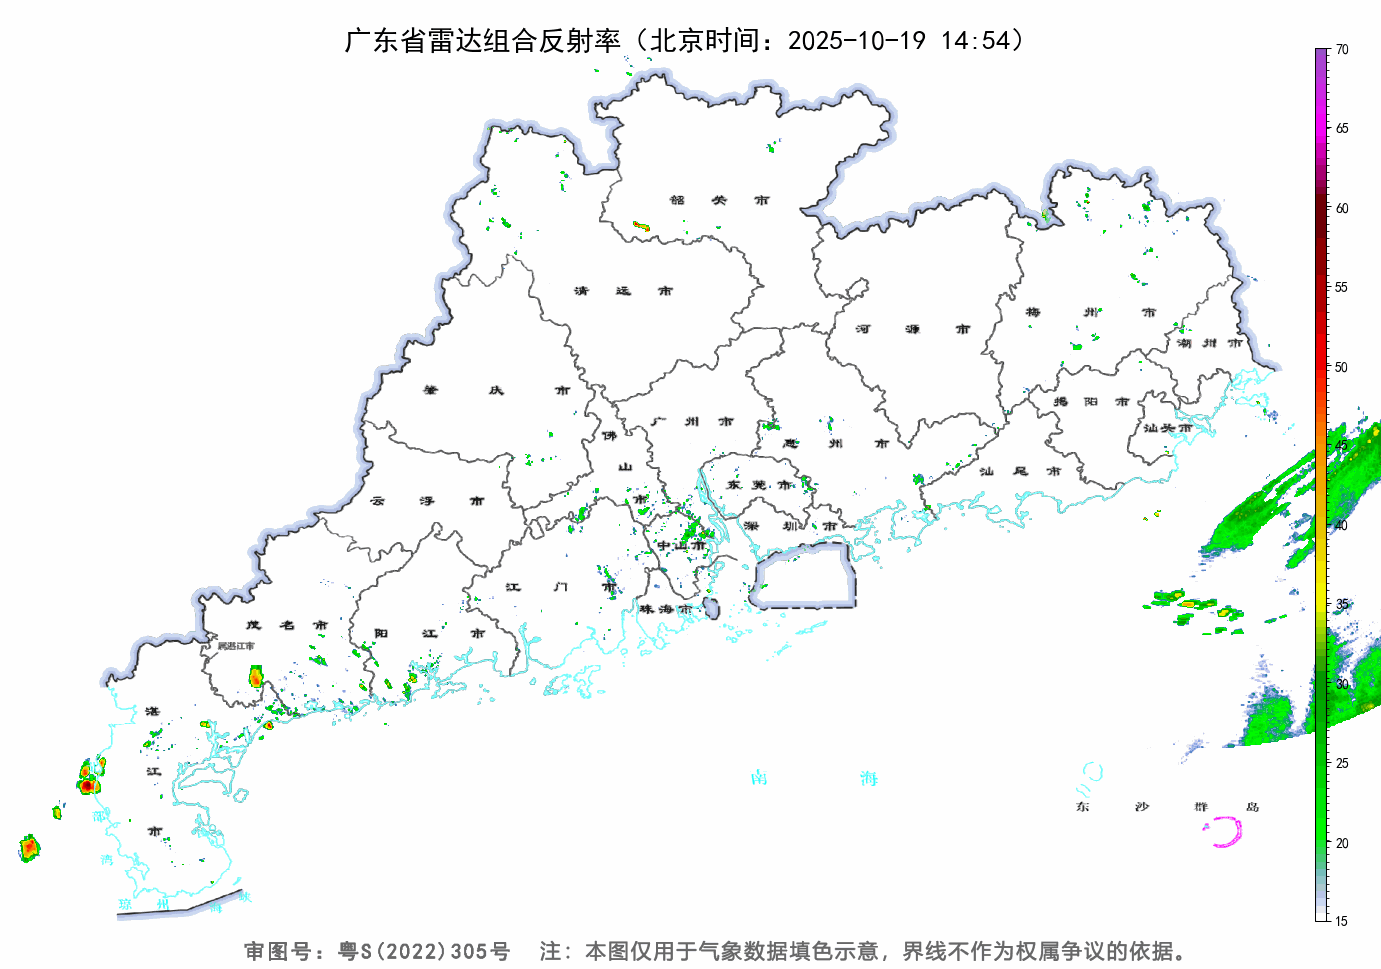 广东省雷达组合反射率（北京时间：2025-10-19 14:54）
70
65
60
55
50
45
40
35
30
25
20
15
韶关市
清远市
河源市
梅州市
潮州市
肇庆市
广州市
揭阳市
汕头市
佛山市
惠州市
汕尾市
云浮市
东莞市
深圳市
中山市
江门市
珠海市
茂名市
阳江市
属湛江市
湛江市
南海
东沙群岛
湾
琼州海峡
审图号：粤S(2022)305号 注：本图仅用于气象数据填色示意，界线不作为权属争议的依据。